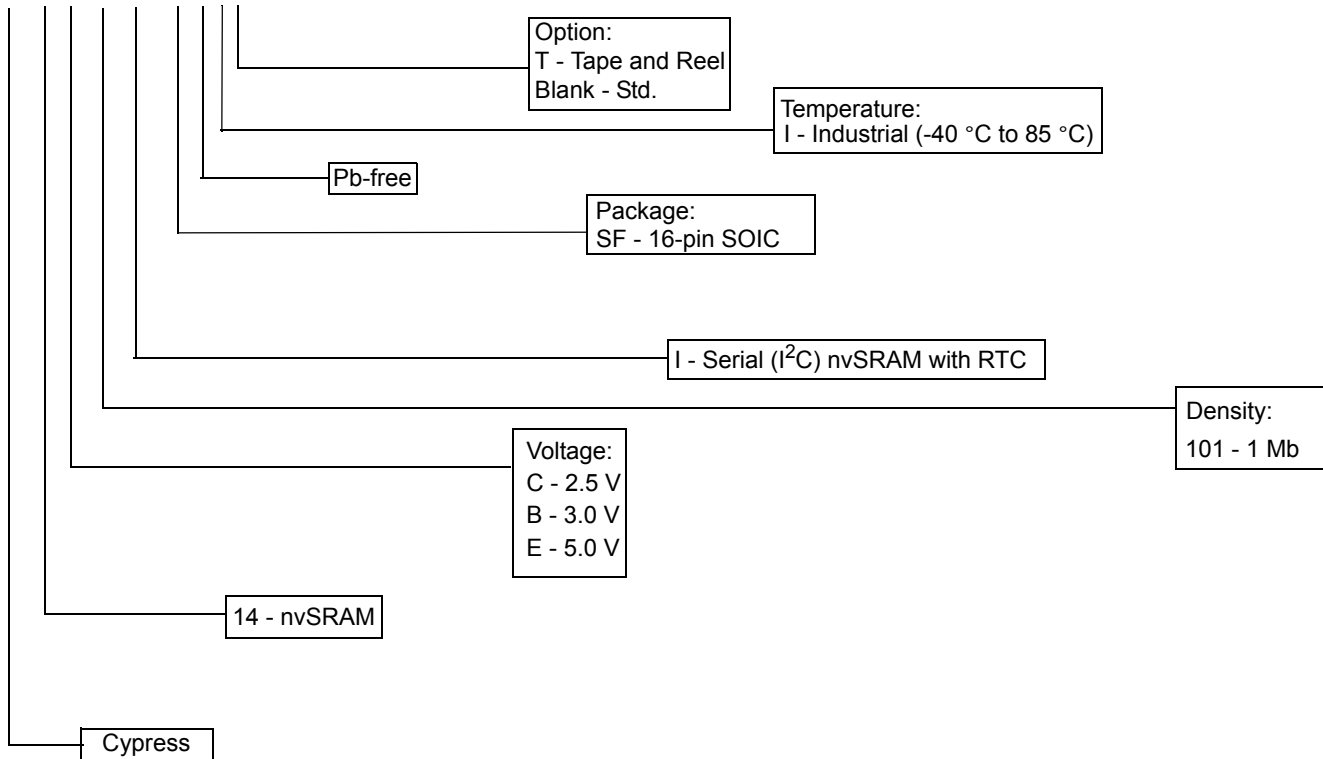 Option:
T - Tape and Reel
Blank - Std.
Temperature:
I - Industrial (-40 °C to 85 °C)
Pb-free
Package:
SF - 16-pin SOIC
I - Serial (I²C) nvSRAM with RTC
Density:
101 - 1 Mb
Voltage:
C - 2.5 V
B - 3.0 V
E - 5.0 V
14 - nvSRAM
Cypress